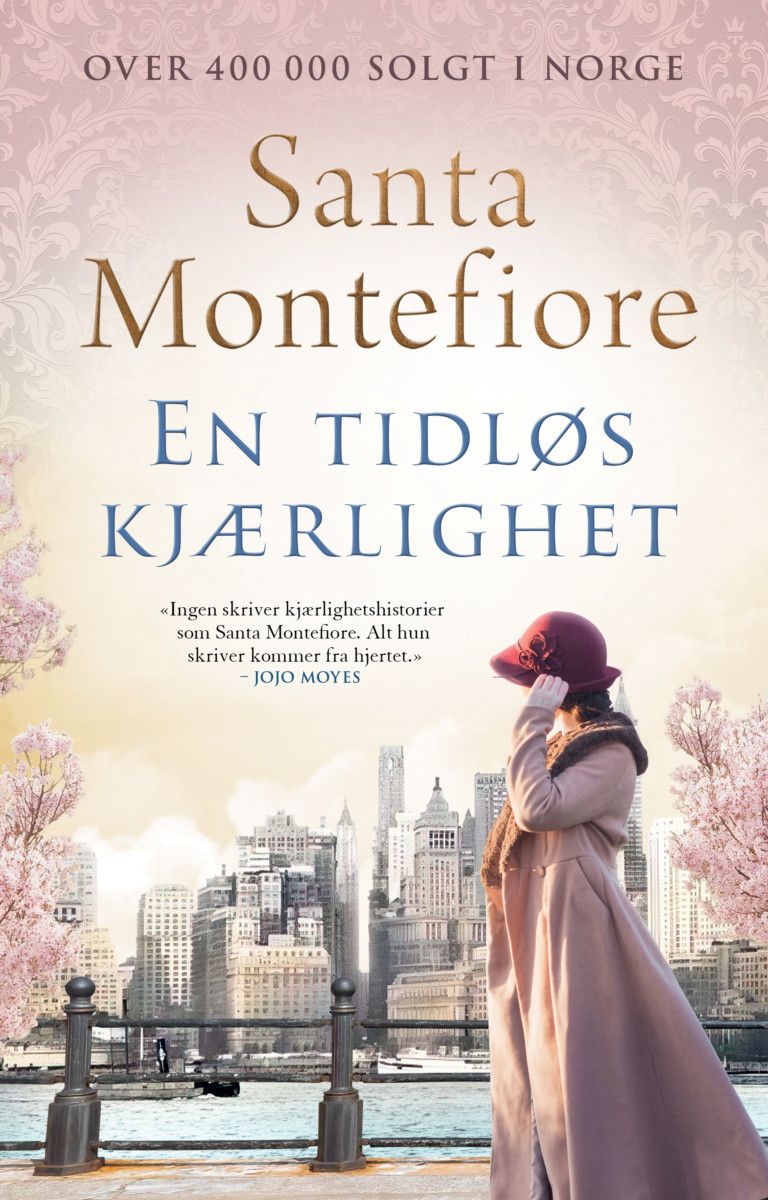 OVER 400 000 SOLGT I NORGE
Santa
Montefiore
EN TIDLØS
KJÆRLIGHET
«Ingen skriver kjærlighetshistorier
som Santa Montefiore. Alt hun
skriver kommer fra hjertet.»
– JOJO MOYES